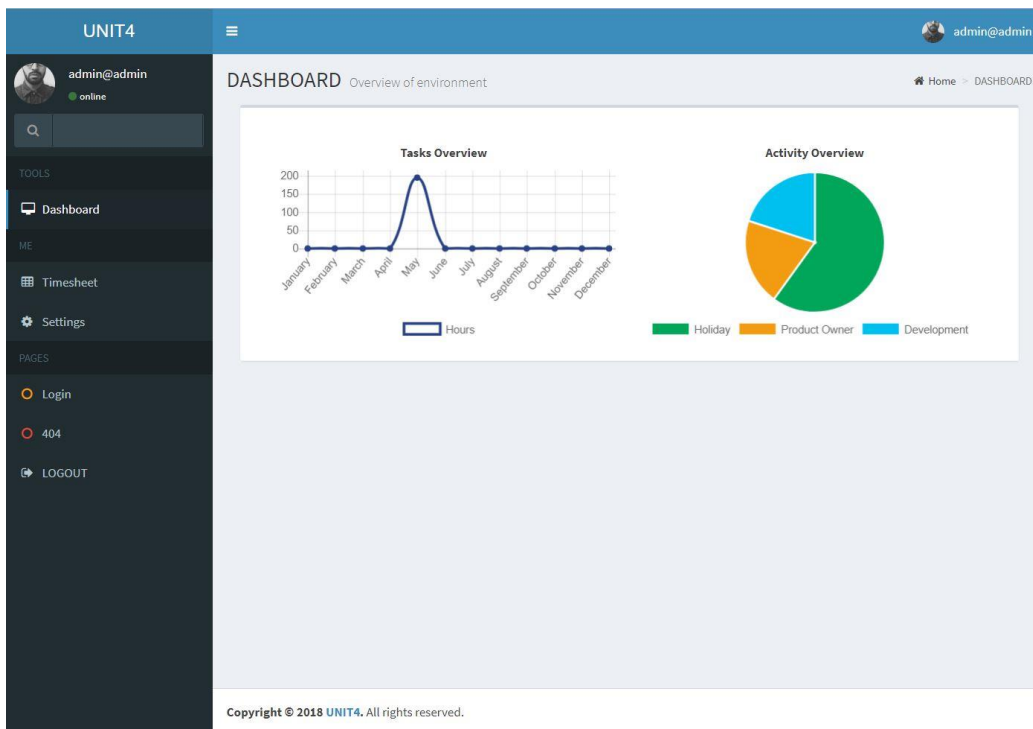 UNIT4
admin@admin
admin@admin
online
TOOLS
Dashboard
ME
Timesheet
Settings
PAGES
Login
404
LOGOUT
DASHBOARD Overview of environment
Home > DASHBOARD
Tasks Overview
200
150
100
50
0
January
February
March
April
May
June
July
August
September
October
November
December
Hours
Activity Overview
Holiday Product Owner Development
Copyright © 2018 UNIT4. All rights reserved.